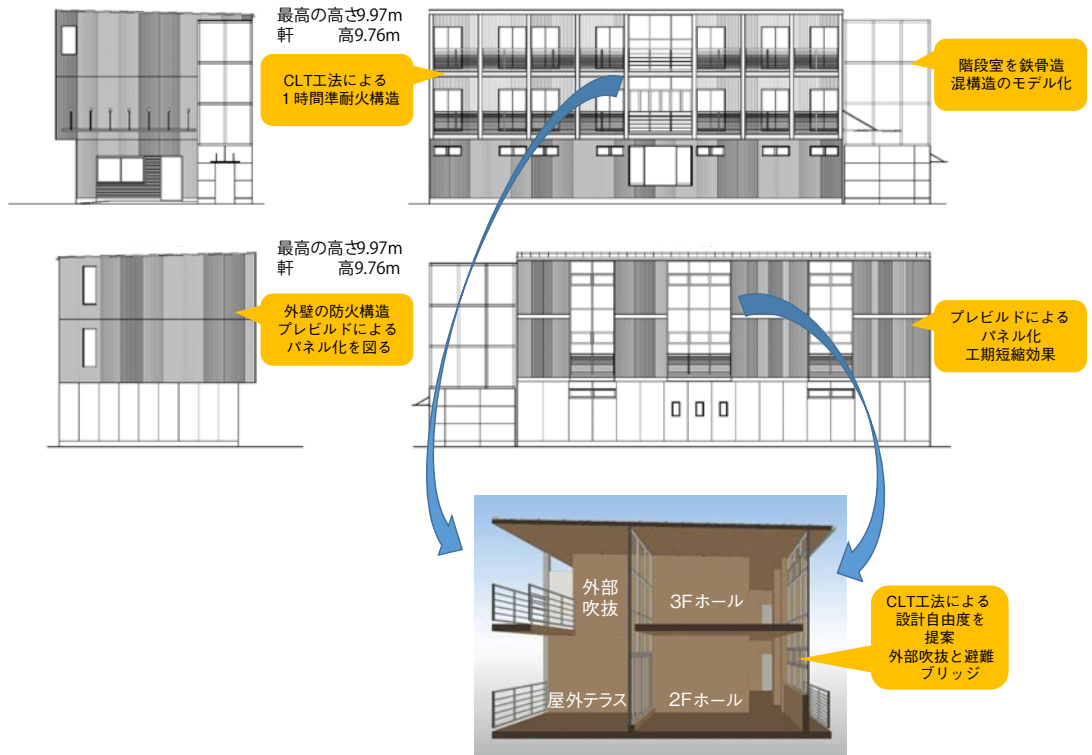 最高の高さ9.97m
軒　　高9.76m
CLT工法による
1時間準耐火構造
階段室を鉄骨造
混構造のモデル化
最高の高さ9.97m
軒　　高9.76m
外壁の防火構造
プレビルドによる
パネル化を図る
プレビルドによる
パネル化
工期短縮効果
外部
吹抜
3Fホール
屋外テラス
2Fホール
CLT工法による
設計自由度を
提案
外部吹抜と避難
ブリッジ